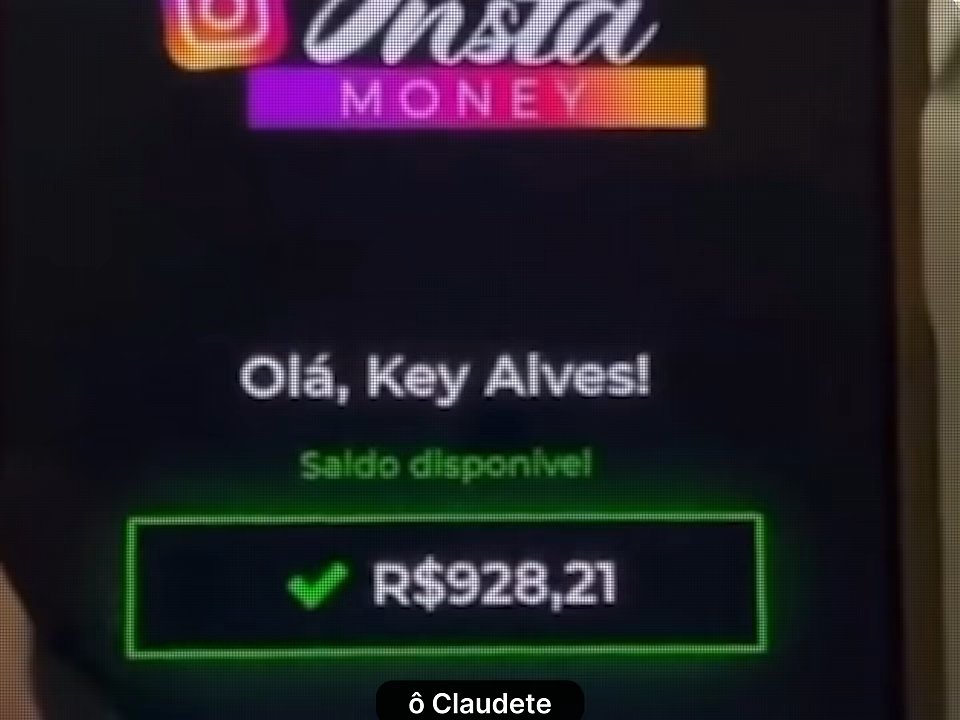 Insta
MONEY
Olá, Key Alves!
Saldo disponível
R$928,21
ô Claudete